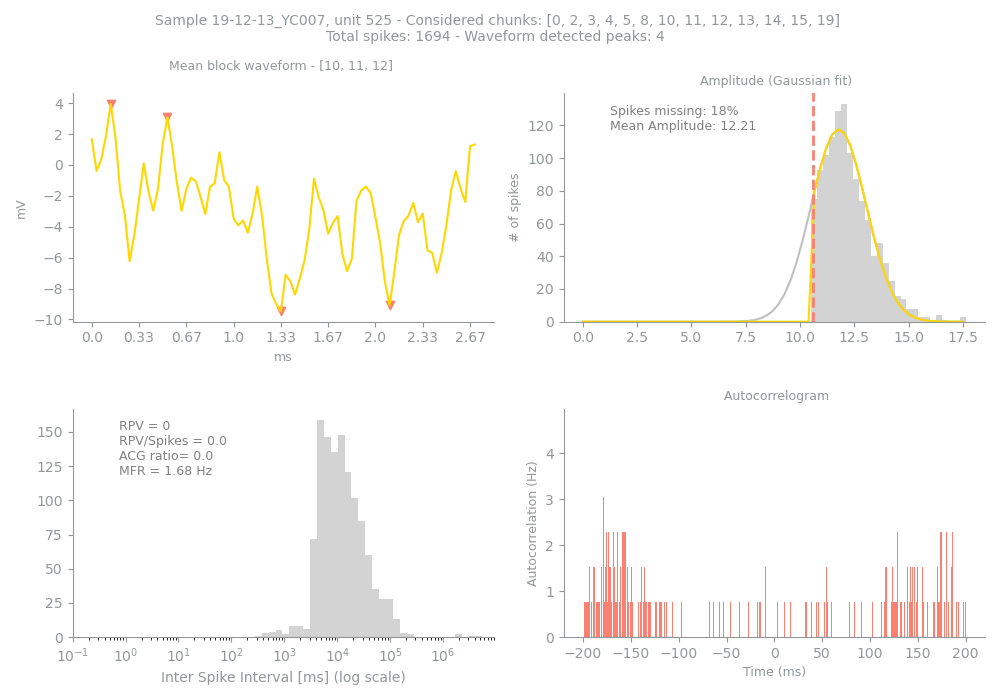 Sample 19-12-13_YC007, unit 525 - Considered chunks: [0, 2, 3, 4, 5, 8, 10, 11, 12, 13, 14, 15, 19]
Total spikes: 1694 - Waveform detected peaks: 4
Mean block waveform - [10, 11, 12]
4
2
0
−2
−4
−6
−8
−10
mV
0.0 0.33 0.67 1.0 1.33 1.67 2.0 2.33 2.67
ms
Amplitude (Gaussian fit)
Spikes missing: 18%
Mean Amplitude: 12.21
120
100
80
60
40
20
0
# of spikes
0.0 2.5 5.0 7.5 10.0 12.5 15.0 17.5
RPV = 0
RPV/Spikes = 0.0
ACG ratio= 0.0
MFR = 1.68 Hz
150
125
100
75
50
25
0
10⁻¹ 10⁰ 10¹ 10² 10³ 10⁴ 10⁵ 10⁶
Inter Spike Interval [ms] (log scale)
Autocorrelogram
4
3
2
1
0
Autocorrelation (Hz)
−200 −150 −100 −50 0 50 100 150 200
Time (ms)